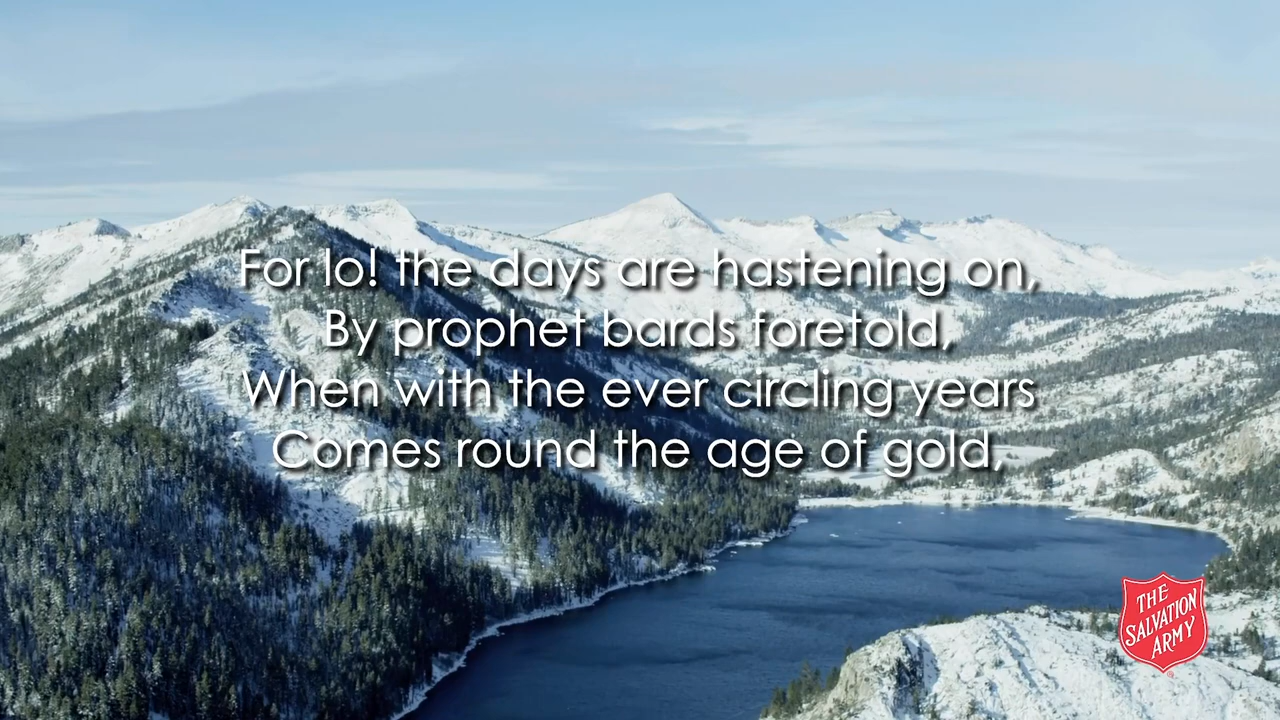 For lo! the days are hastening on,
By prophet bards foretold,
When with the ever circling years
Comes round the age of gold,
THE
SALVATION
ARMY